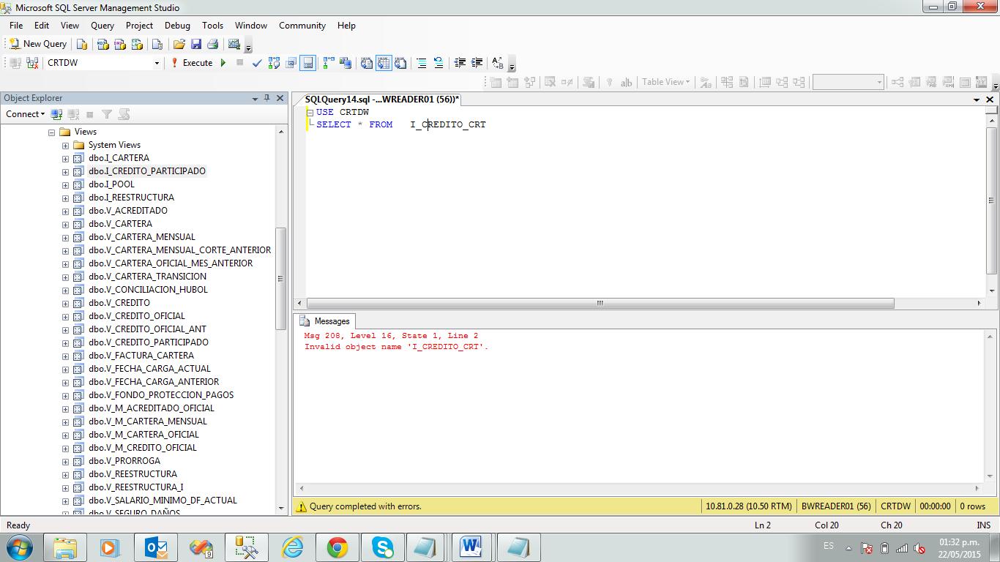 Microsoft SQL Server Management Studio
File Edit View Query Project Debug Tools Window Community Help
New Query
CRTDW Execute
Table View
Object Explorer
Connect
Views
System Views
dbo.I_CARTERA
dbo.I_CREDITO_PARTICIPADO
dbo.I_POOL
dbo.I_REESTRUCTURA
dbo.V_ACREDITADO
dbo.V_CARTERA
dbo.V_CARTERA_MENSUAL
dbo.V_CARTERA_MENSUAL_CORTE_ANTERIOR
dbo.V_CARTERA_OFICIAL_MES_ANTERIOR
dbo.V_CARTERA_TRANSICION
dbo.V_CONCILIACION_HUBOL
dbo.V_CREDITO
dbo.V_CREDITO_OFICIAL
dbo.V_CREDITO_OFICIAL_ANT
dbo.V_CREDITO_PARTICIPADO
dbo.V_FACTURA_CARTERA
dbo.V_FECHA_CARGA_ACTUAL
dbo.V_FECHA_CARGA_ANTERIOR
dbo.V_FONDO_PROTECCION_PAGOS
dbo.V_M_ACREDITADO_OFICIAL
dbo.V_M_CARTERA_MENSUAL
dbo.V_M_CARTERA_OFICIAL
dbo.V_M_CREDITO_OFICIAL
dbo.V_PRORROGA
dbo.V_REESTRUCTURA
dbo.V_REESTRUCTURA_I
dbo.V_SALARIO_MINIMO_DF_ACTUAL
dbo.V_SEGURO_DAÑOS
SQLQuery14.sql -...WREADER01 (56))*
USE CRTDW
SELECT * FROM I_CREDITO_CRT
Messages
Msg 208, Level 16, State 1, Line 2
Invalid object name 'I_CREDITO_CRT'.
Query completed with errors. 10.81.0.28 (10.50 RTM) BWREADER01 (56) CRTDW 00:00:00 0 rows
Ready Ln 2 Col 20 Ch 20 INS
ES
01:32 p.m.
22/05/2015